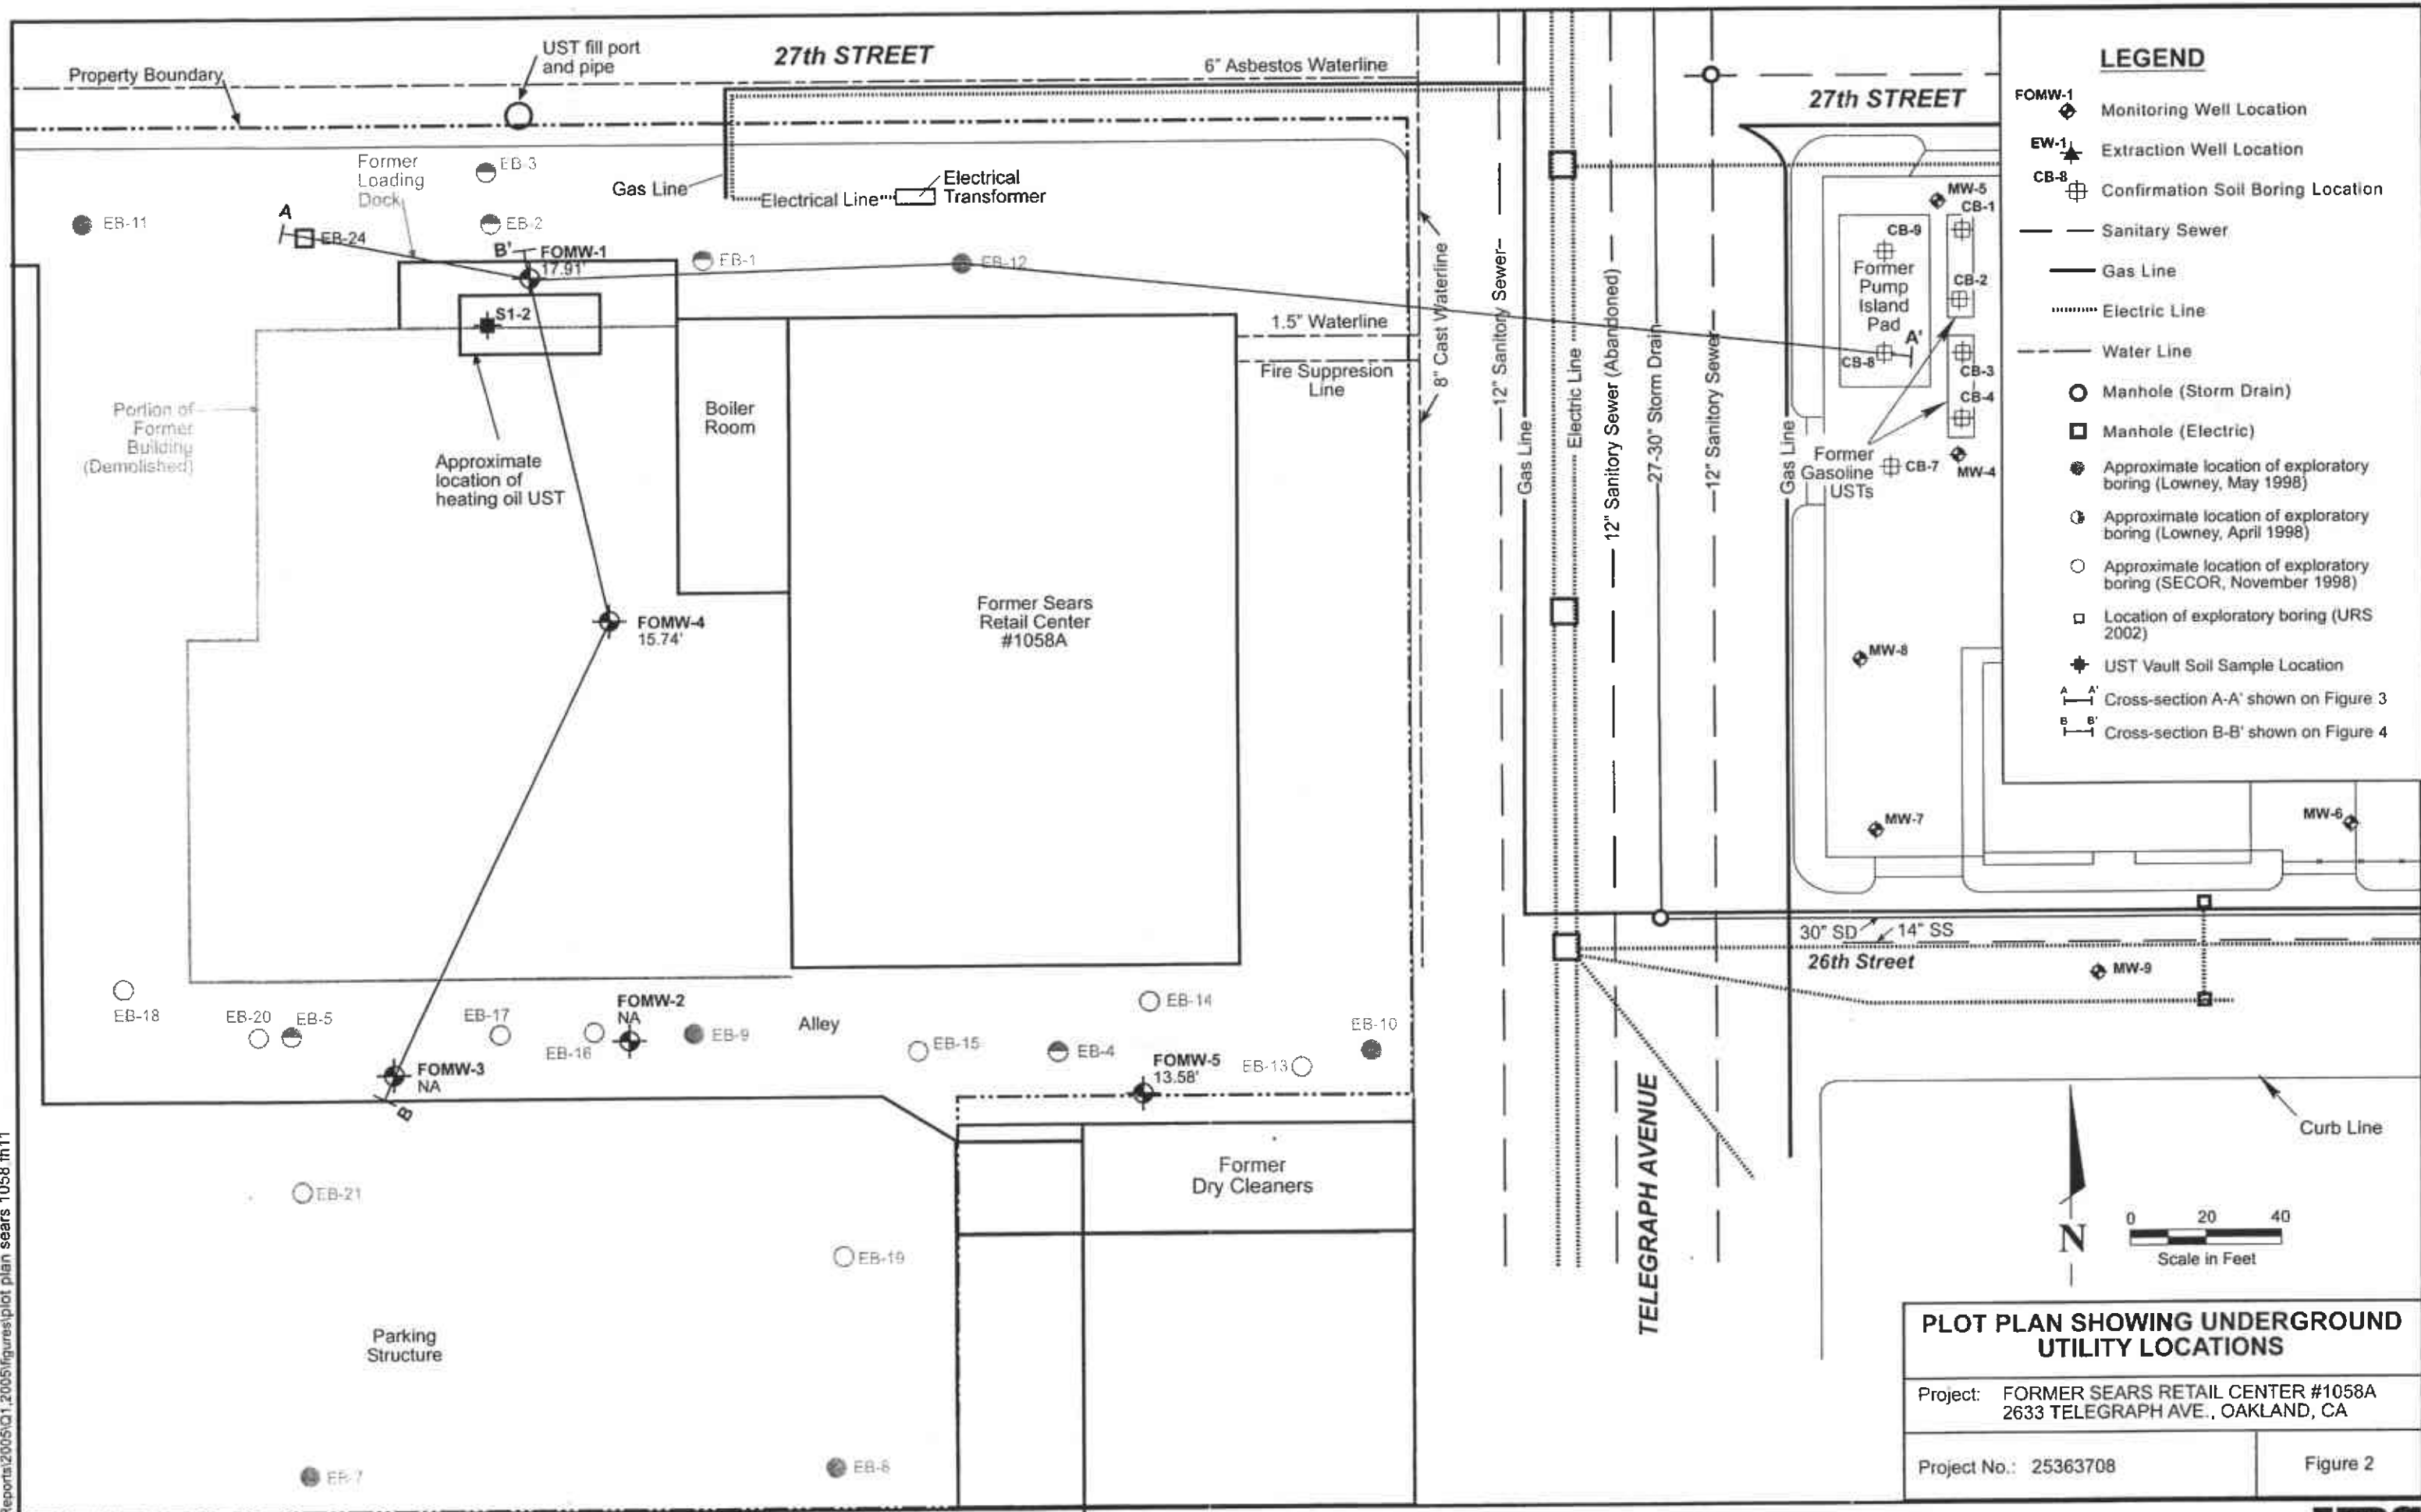 UST fill port
and pipe
27th STREET
Property Boundary
6" Asbestos Waterline
Former
Loading
Dock
EB-3
Gas Line
Electrical Line
Electrical
Transformer
EB-11
A
EB-24
EB-2
B'
FOMW-1
17.91'
EB-1
EB-12
S1-2
1.5" Waterline
Fire Suppresion
Line
Portion of
Former
Building
(Demolished)
Boiler
Room
Approximate
location of
heating oil UST
FOMW-4
15.74'
Former Sears
Retail Center
#1058A
8" Cast Waterline
12" Sanitory Sewer
Gas Line
Electric Line
12" Sanitory Sewer (Abandoned)
27-30" Storm Drain
12" Sanitory Sewer
Gas Line
27th STREET
MW-5
CB-1
CB-9
Former
Pump
Island
Pad
CB-2
A'
CB-8
CB-3
CB-4
Former
Gasoline
USTs
CB-7
MW-4
MW-8
MW-7
MW-6
30" SD
14" SS
26th Street
MW-9
EB-18
EB-20
EB-5
EB-17
EB-16
FOMW-2
NA
EB-9
Alley
EB-14
EB-15
EB-4
EB-10
FOMW-5
13.58'
EB-13
FOMW-3
NA
B
EB-21
EB-19
Former
Dry Cleaners
Parking
Structure
EB-7
EB-8
TELEGRAPH AVENUE
Curb Line
N
0 20 40
Scale in Feet
LEGEND
FOMW-1
Monitoring Well Location
EW-1
Extraction Well Location
CB-8
Confirmation Soil Boring Location
Sanitary Sewer
Gas Line
Electric Line
Water Line
Manhole (Storm Drain)
Manhole (Electric)
Approximate location of exploratory
boring (Lowney, May 1998)
Approximate location of exploratory
boring (Lowney, April 1998)
Approximate location of exploratory
boring (SECOR, November 1998)
Location of exploratory boring (URS
2002)
UST Vault Soil Sample Location
A A' Cross-section A-A' shown on Figure 3
B B' Cross-section B-B' shown on Figure 4
PLOT PLAN SHOWING UNDERGROUND
UTILITY LOCATIONS
Project: FORMER SEARS RETAIL CENTER #1058A
2633 TELEGRAPH AVE., OAKLAND, CA
Project No.: 25363708
Figure 2
Reports\2005\Q1,2005\figures\plot plan sears 1058.fh11